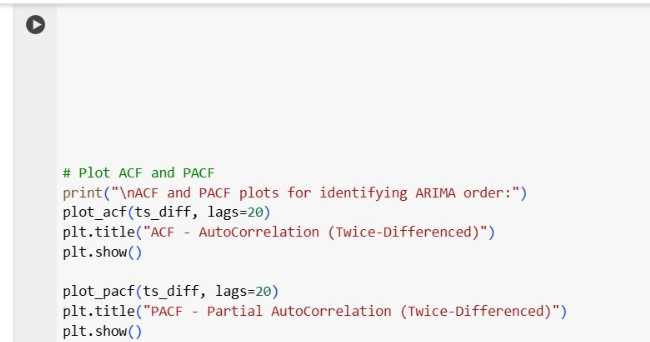 # Plot ACF and PACF
print("\nACF and PACF plots for identifying ARIMA order:")
plot_acf(ts_diff, lags=20)
plt.title("ACF - AutoCorrelation (Twice-Differenced)")
plt.show()
plot_pacf(ts_diff, lags=20)
plt.title("PACF - Partial AutoCorrelation (Twice-Differenced)")
plt.show()